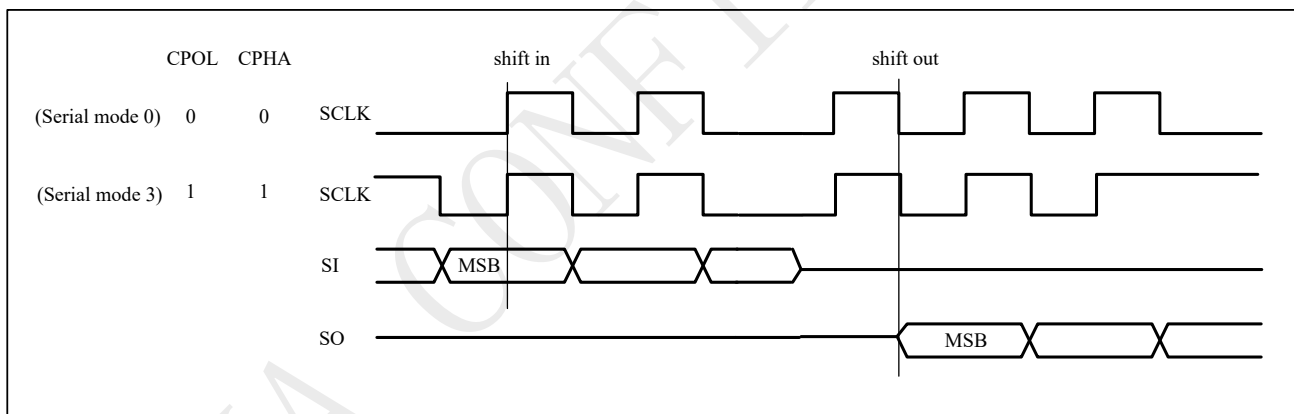 CPOL CPHA shift in shift out
(Serial mode 0) 0 0 SCLK
(Serial mode 3) 1 1 SCLK
SI MSB
SO MSB